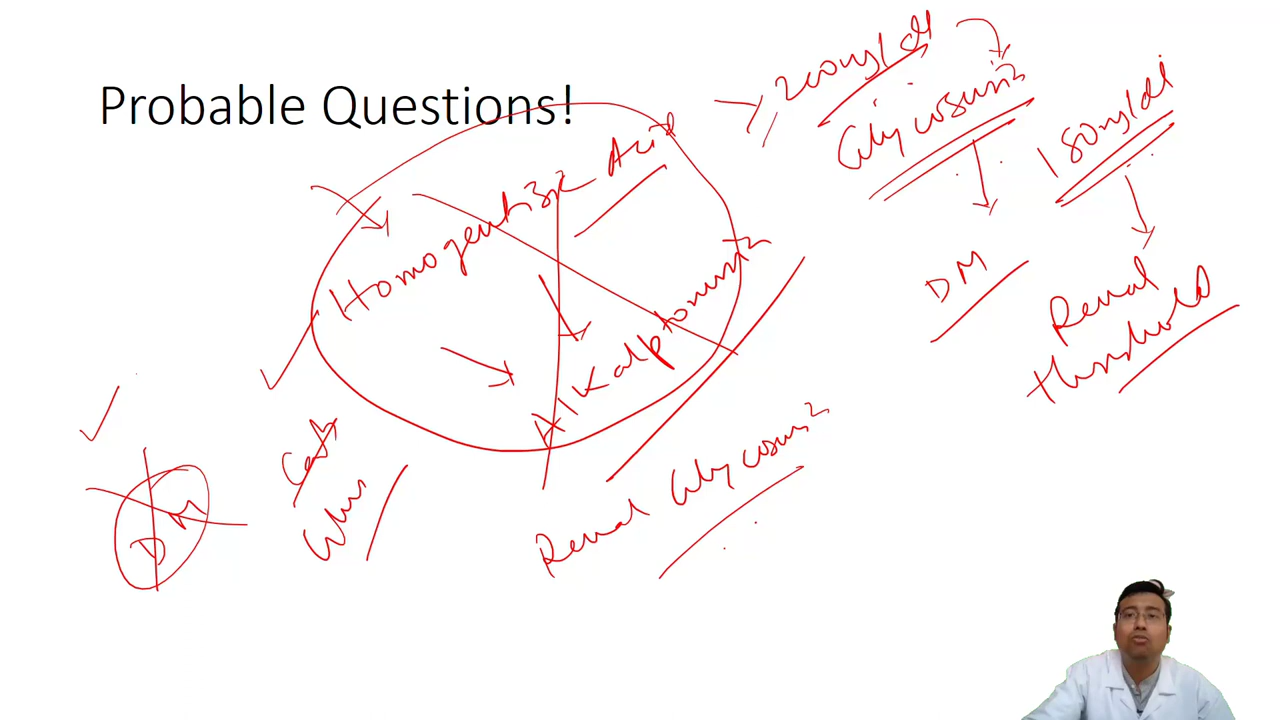 Probable Questions!
200mg/dl
Glycosuria
180mg/dl
Homogentisic Acid
Alkaptonuria
DM
Renal
threshold
Renal Glycosuria
DM